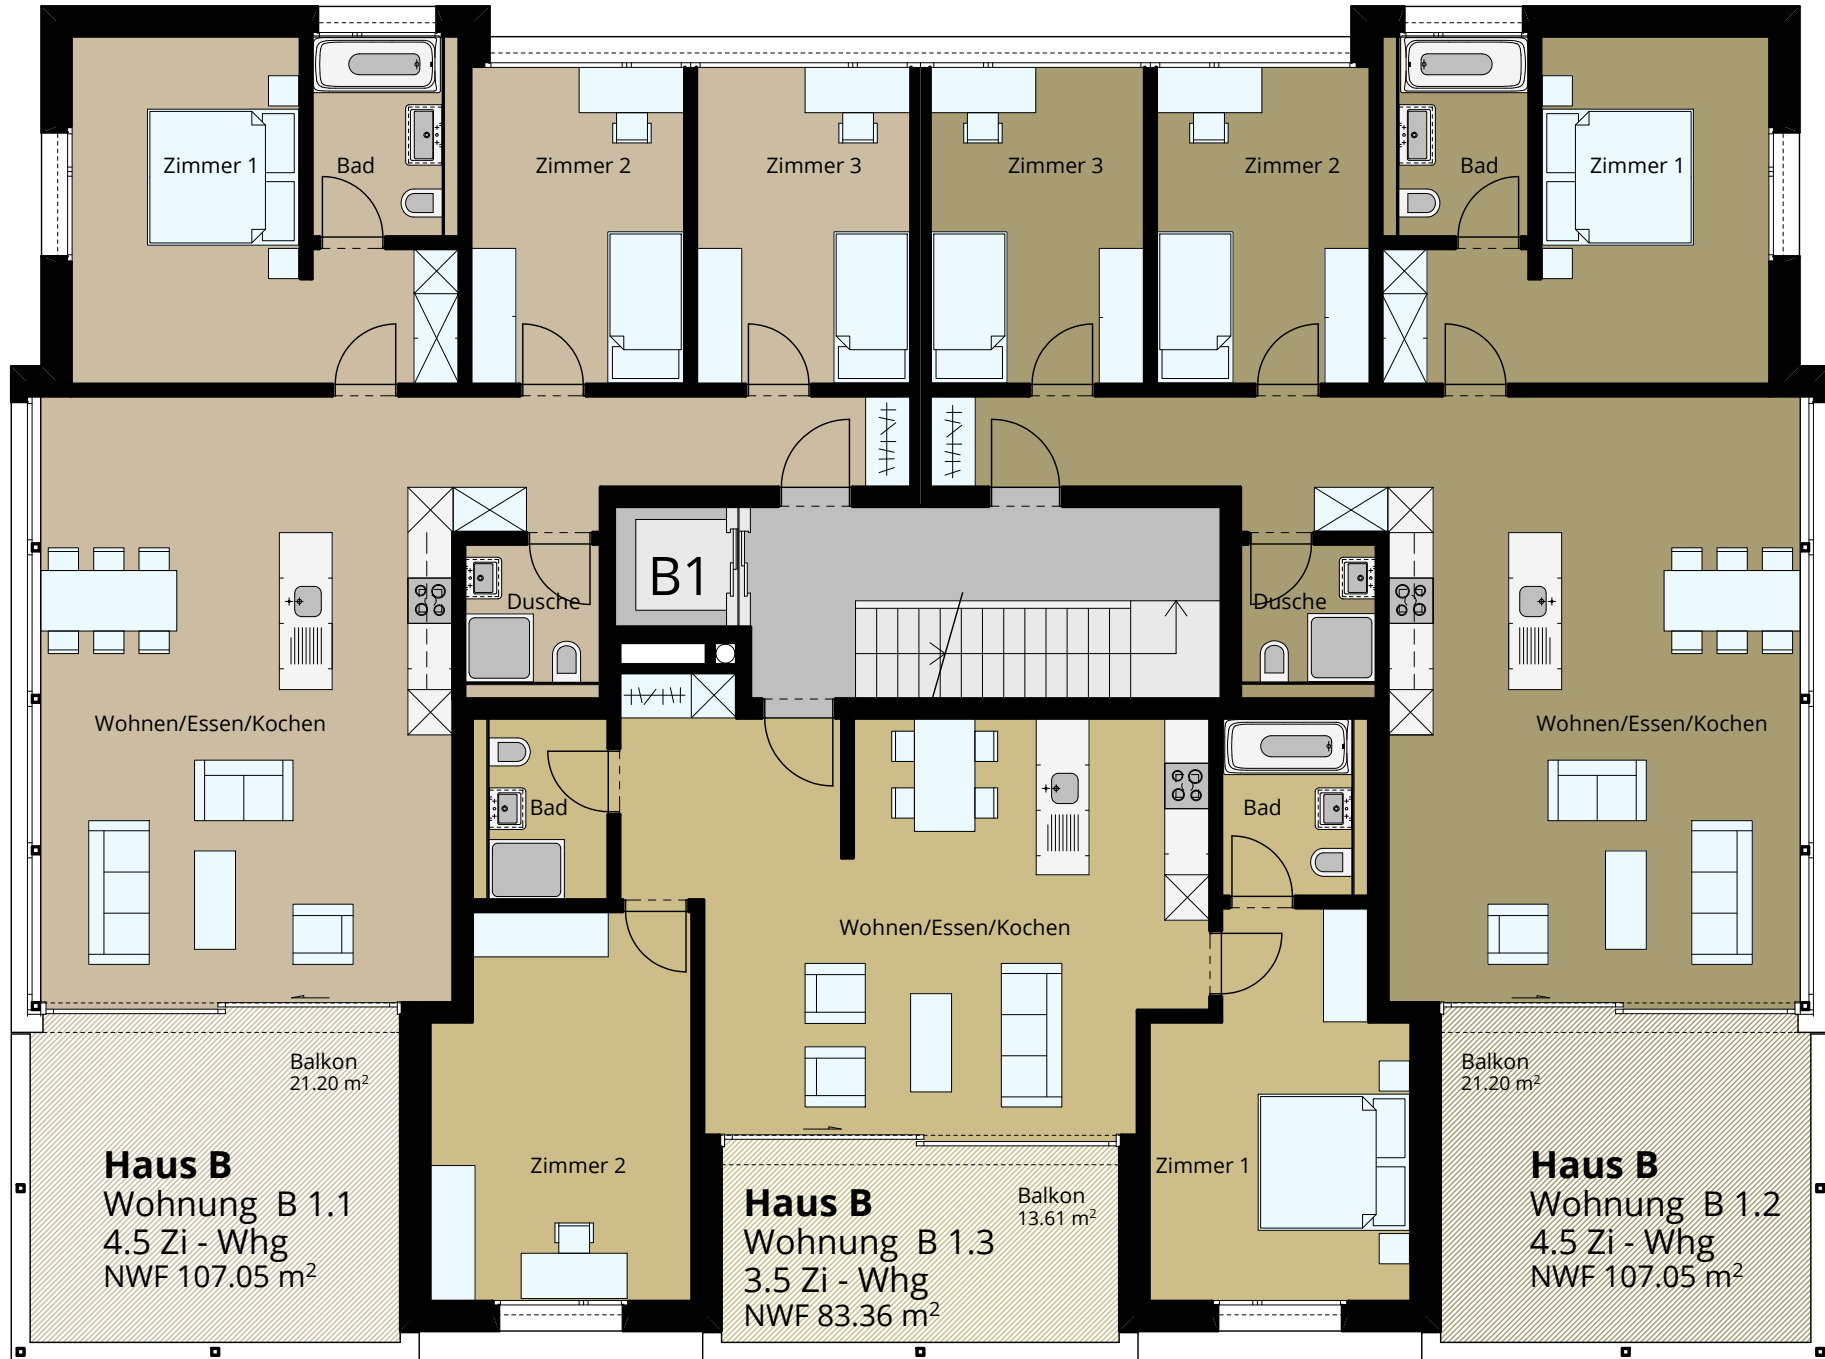 Zimmer 1
Bad
Zimmer 2
Zimmer 3
Zimmer 3
Zimmer 2
Bad
Zimmer 1
B1
Dusche
Dusche
Wohnen/Essen/Kochen
Wohnen/Essen/Kochen
Bad
Bad
Wohnen/Essen/Kochen
Balkon
21.20 m²
Balkon
21.20 m²
Zimmer 2
Zimmer 1
Balkon
13.61 m²
Haus B
Wohnung B 1.1
4.5 Zi - Whg
NWF 107.05 m²
Haus B
Wohnung B 1.3
3.5 Zi - Whg
NWF 83.36 m²
Haus B
Wohnung B 1.2
4.5 Zi - Whg
NWF 107.05 m²